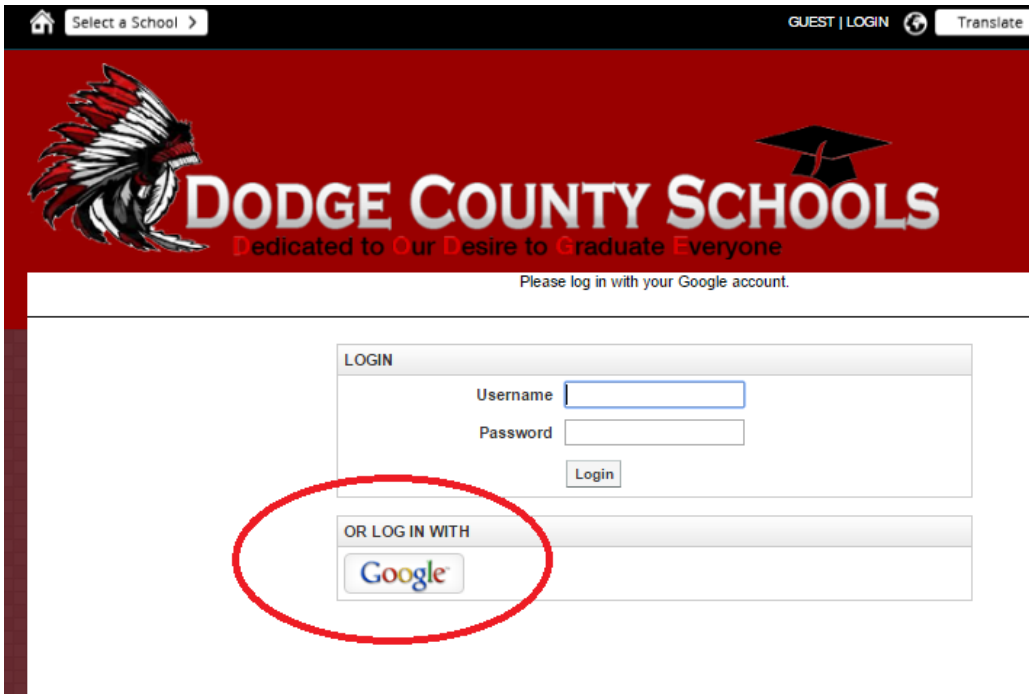 Select a School >
GUEST | LOGIN
Translate
DODGE COUNTY SCHOOLS
Dedicated to Our Desire to Graduate Everyone
Please log in with your Google account.
LOGIN
Username
Password
Login
OR LOG IN WITH
Google